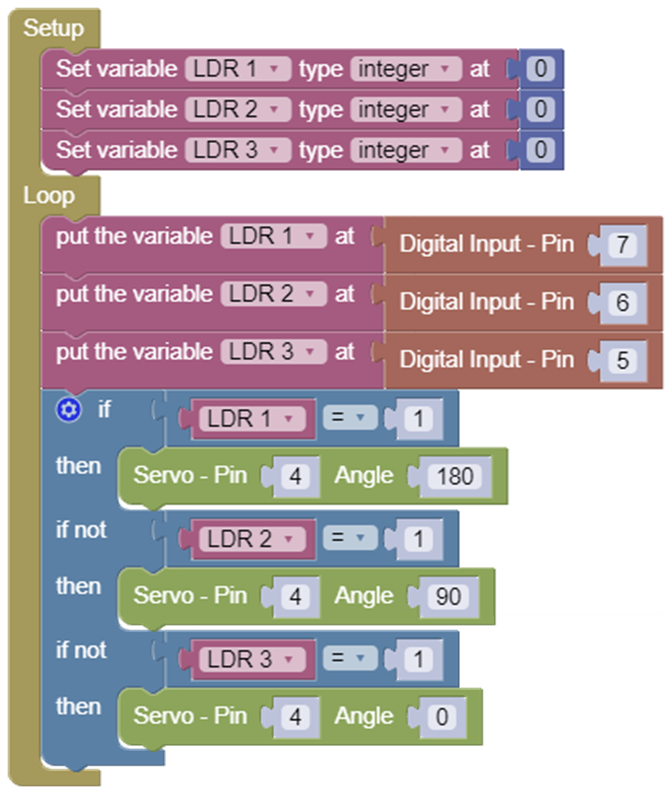 Setup
Set variable LDR 1 type integer at 0
Set variable LDR 2 type integer at 0
Set variable LDR 3 type integer at 0
Loop
put the variable LDR 1 at Digital Input - Pin 7
put the variable LDR 2 at Digital Input - Pin 6
put the variable LDR 3 at Digital Input - Pin 5
if LDR 1 = 1
then Servo - Pin 4 Angle 180
if not LDR 2 = 1
then Servo - Pin 4 Angle 90
if not LDR 3 = 1
then Servo - Pin 4 Angle 0